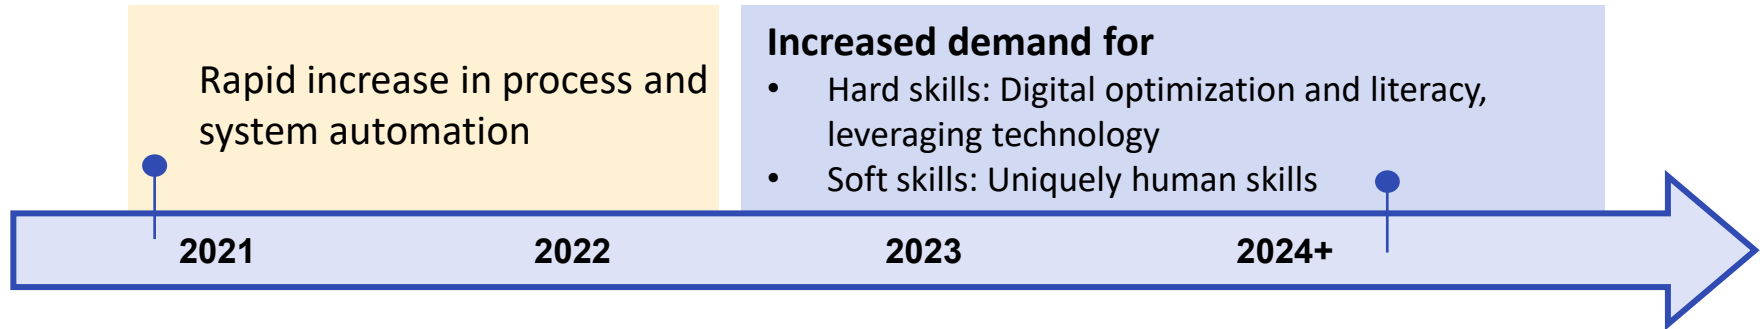 Rapid increase in process and
system automation
Increased demand for
• Hard skills: Digital optimization and literacy,
leveraging technology
• Soft skills: Uniquely human skills
2021 2022 2023 2024+